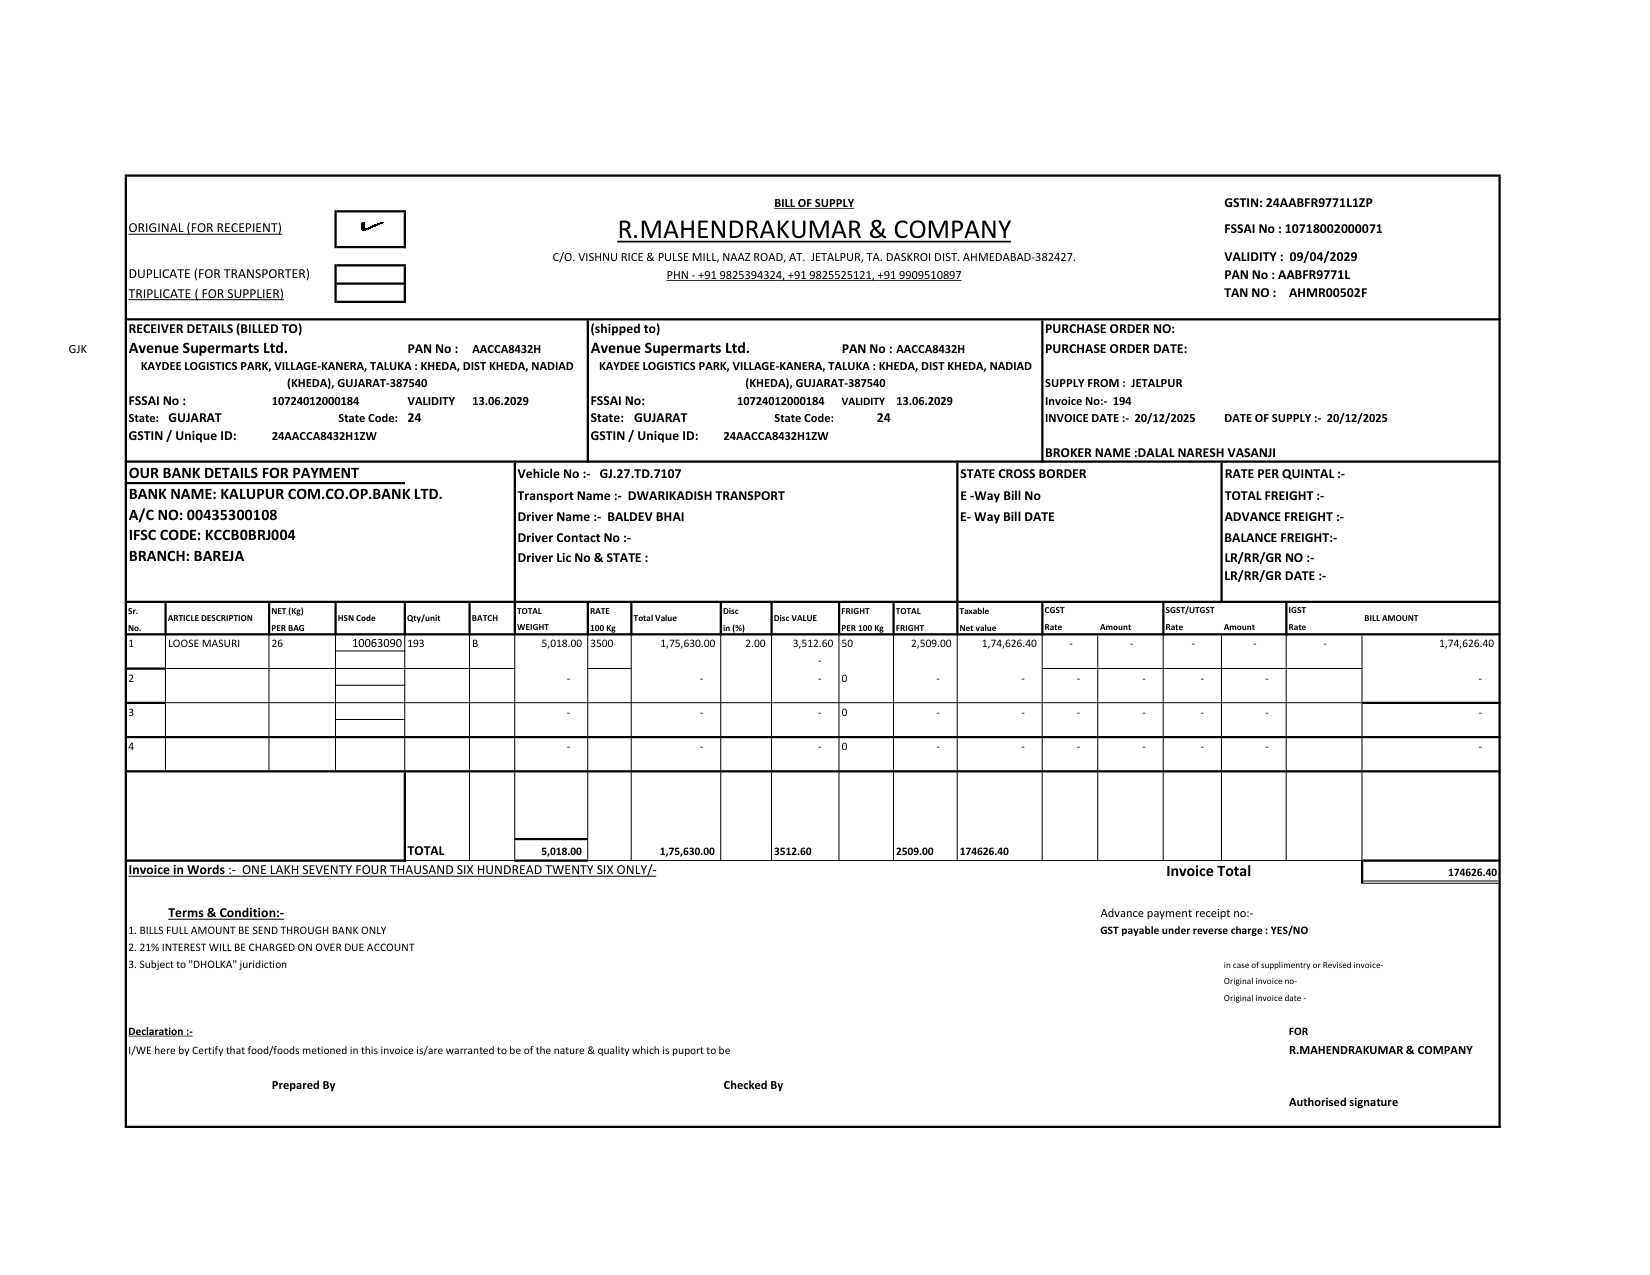 BILL OF SUPPLY
GSTIN: 24AABFR9771L1ZP
ORIGINAL (FOR RECEPIENT)
R.MAHENDRAKUMAR & COMPANY
FSSAI No : 10718002000071
C/O. VISHNU RICE & PULSE MILL, NAAZ ROAD, AT. JETALPUR, TA. DASKROI DIST. AHMEDABAD-382427.
VALIDITY : 09/04/2029
DUPLICATE (FOR TRANSPORTER)
PHN - +91 9825394324, +91 9825525121, +91 9909510897
PAN No : AABFR9771L
TRIPLICATE ( FOR SUPPLIER)
TAN NO : AHMR00502F
RECEIVER DETAILS (BILLED TO)
GJK
Avenue Supermarts Ltd. PAN No : AACCA8432H
KAYDEE LOGISTICS PARK, VILLAGE-KANERA, TALUKA : KHEDA, DIST KHEDA, NADIAD
(KHEDA), GUJARAT-387540
FSSAI No : 10724012000184 VALIDITY 13.06.2029
State: GUJARAT State Code: 24
GSTIN / Unique ID: 24AACCA8432H1ZW
(shipped to)
Avenue Supermarts Ltd. PAN No : AACCA8432H
KAYDEE LOGISTICS PARK, VILLAGE-KANERA, TALUKA : KHEDA, DIST KHEDA, NADIAD
(KHEDA), GUJARAT-387540
FSSAI No: 10724012000184 VALIDITY 13.06.2029
State: GUJARAT State Code: 24
GSTIN / Unique ID: 24AACCA8432H1ZW
PURCHASE ORDER NO:
PURCHASE ORDER DATE:
SUPPLY FROM : JETALPUR
Invoice No:- 194
INVOICE DATE :- 20/12/2025 DATE OF SUPPLY :- 20/12/2025
BROKER NAME :DALAL NARESH VASANJI
OUR BANK DETAILS FOR PAYMENT
BANK NAME: KALUPUR COM.CO.OP.BANK LTD.
A/C NO: 00435300108
IFSC CODE: KCCB0BRJ004
BRANCH: BAREJA
Vehicle No :- GJ.27.TD.7107
Transport Name :- DWARIKADISH TRANSPORT
Driver Name :- BALDEV BHAI
Driver Contact No :-
Driver Lic No & STATE :
STATE CROSS BORDER
E -Way Bill No
E- Way Bill DATE
RATE PER QUINTAL :-
TOTAL FREIGHT :-
ADVANCE FREIGHT :-
BALANCE FREIGHT:-
LR/RR/GR NO :-
LR/RR/GR DATE :-
Sr. No. ARTICLE DESCRIPTION NET (Kg) PER BAG HSN Code Qty/unit BATCH TOTAL WEIGHT RATE 100 Kg Total Value Disc in (%) Disc VALUE FRIGHT PER 100 Kg TOTAL FRIGHT Taxable Net value CGST Rate Amount SGST/UTGST Rate Amount IGST Rate BILL AMOUNT
1 LOOSE MASURI 26 10063090 193 B 5,018.00 3500 1,75,630.00 2.00 3,512.60 50 2,509.00 1,74,626.40 - - - - - 1,74,626.40
-
2 - - - 0 - - - - - - -
3 - - - 0 - - - - - - -
4 - - - 0 - - - - - - -
TOTAL 5,018.00 1,75,630.00 3512.60 2509.00 174626.40
Invoice in Words :- ONE LAKH SEVENTY FOUR THAUSAND SIX HUNDREAD TWENTY SIX ONLY/- Invoice Total 174626.40
Terms & Condition:- Advance payment receipt no:-
1. BILLS FULL AMOUNT BE SEND THROUGH BANK ONLY GST payable under reverse charge : YES/NO
2. 21% INTEREST WILL BE CHARGED ON OVER DUE ACCOUNT
3. Subject to "DHOLKA" juridiction in case of supplimentry or Revised invoice-
Original invoice no-
Original invoice date -
Declaration :- FOR
I/WE here by Certify that food/foods metioned in this invoice is/are warranted to be of the nature & quality which is puport to be R.MAHENDRAKUMAR & COMPANY
Prepared By Checked By
Authorised signature